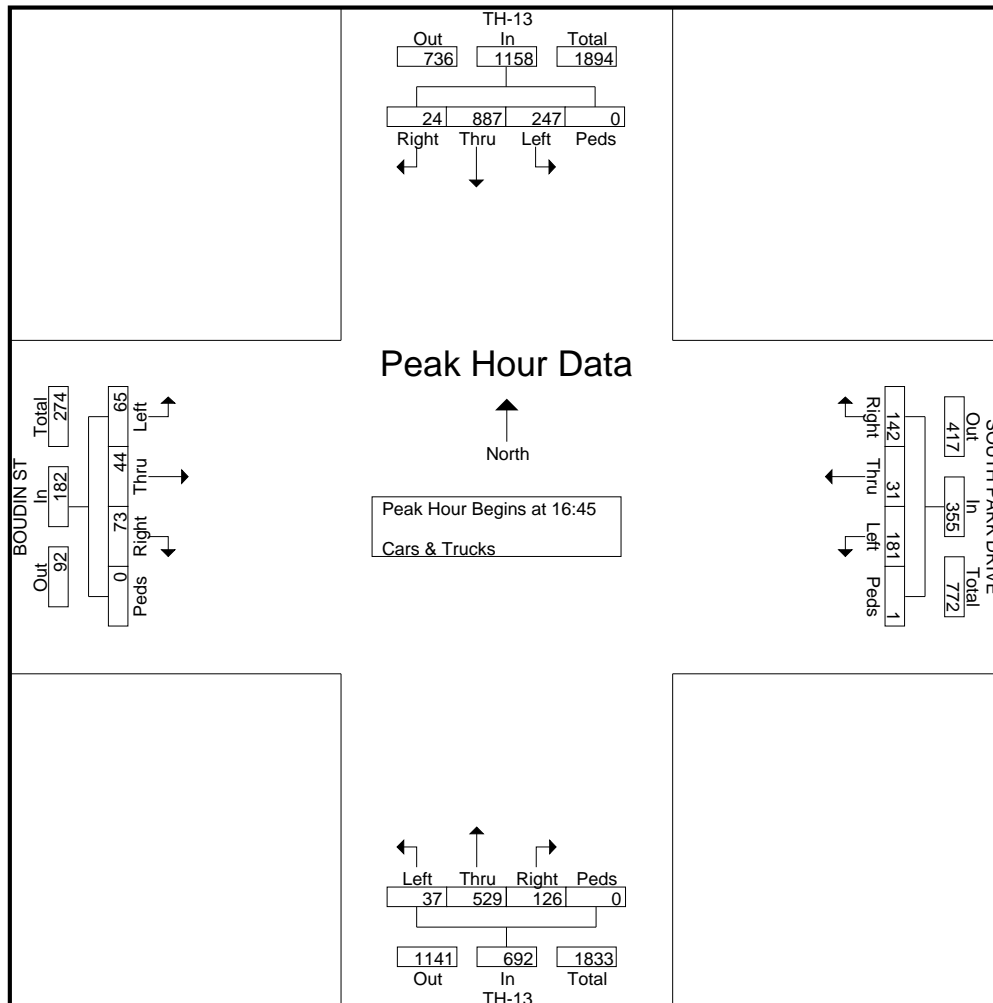 TH-13
Out In Total
736 1158 1894
24 887 247 0
Right Thru Left Peds
Peak Hour Data
North
Peak Hour Begins at 16:45
Cars & Trucks
BOUDIN ST
Total In Out
274 182 92
65 44 73 0
Left Thru Right Peds
SOUTH PARK DRIVE
Out In Total
417 355 772
142 31 181 1
Right Thru Left Peds
Left Thru Right Peds
37 529 126 0
1141 692 1833
Out In Total
TH-13